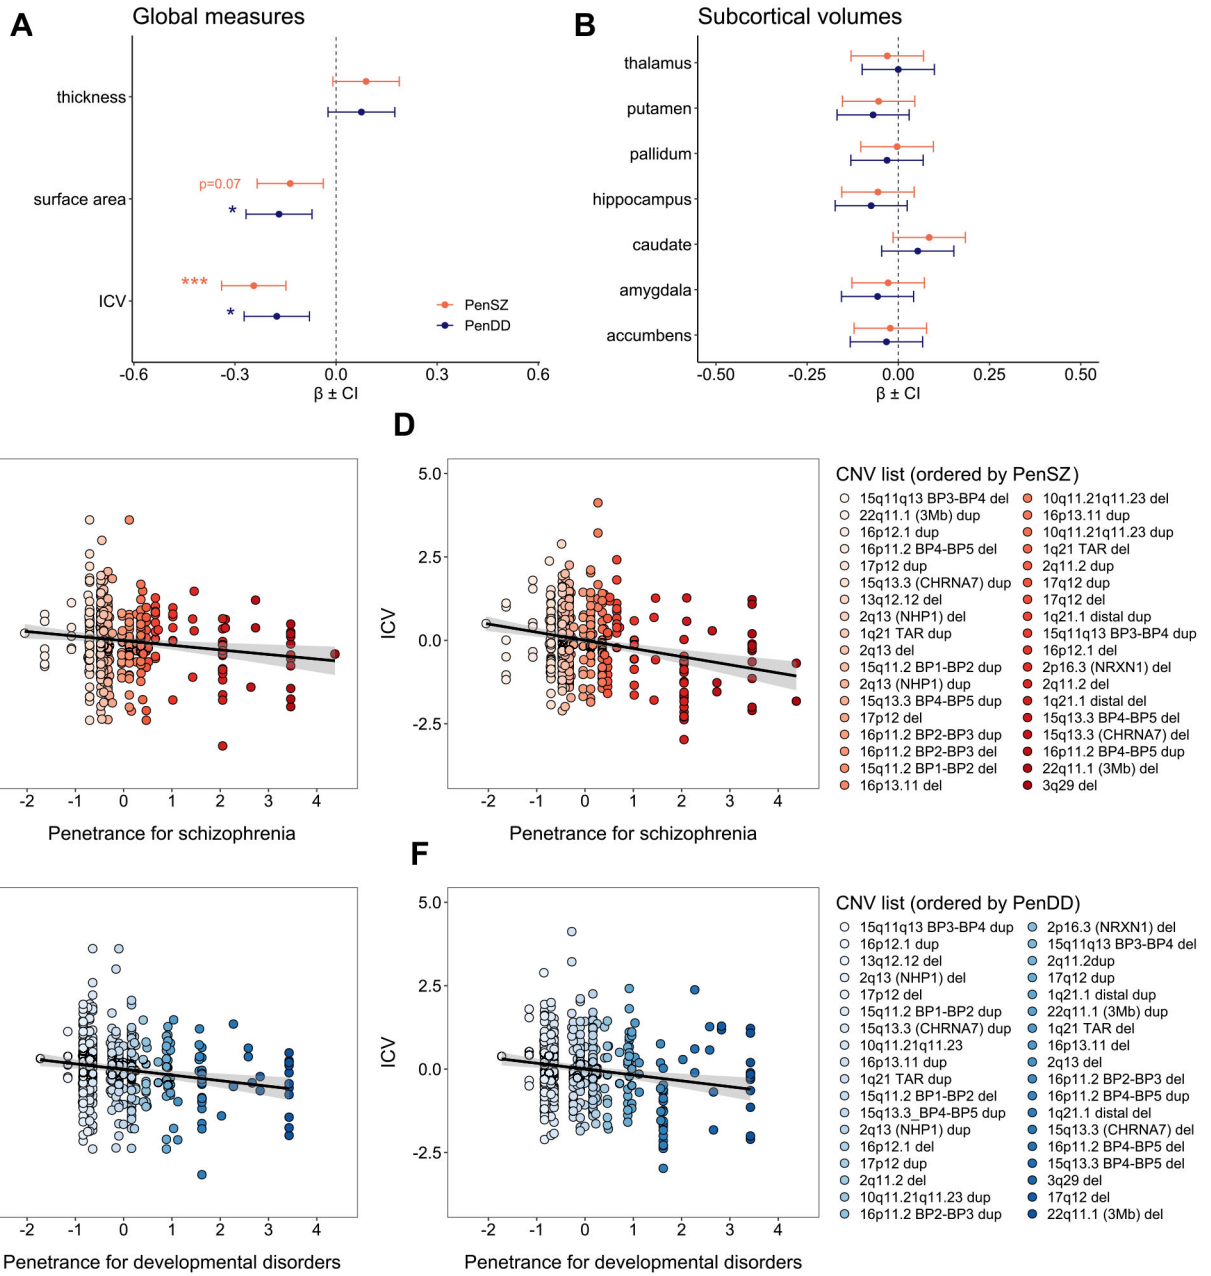 A
Global measures
thickness
surface area
ICV
p=0.07
*
***
*
PenSZ
PenDD
-0.6
-0.3
0.0
0.3
0.6
β ± CI
B
Subcortical volumes
thalamus
putamen
pallidum
hippocampus
caudate
amygdala
accumbens
-0.50
-0.25
0.00
0.25
0.50
β ± CI
-2
-1
0
1
2
3
4
Penetrance for schizophrenia
D
ICV
5.0
2.5
0.0
-2.5
-2
-1
0
1
2
3
4
Penetrance for schizophrenia
CNV list (ordered by PenSZ)
15q11q13 BP3-BP4 del
22q11.1 (3Mb) dup
16p12.1 dup
16p11.2 BP4-BP5 del
17p12 dup
15q13.3 (CHRNA7) dup
13q12.12 del
2q13 (NHP1) del
1q21 TAR dup
2q13 del
15q11.2 BP1-BP2 dup
2q13 (NHP1) dup
15q13.3 BP4-BP5 dup
17p12 del
16p11.2 BP2-BP3 dup
16p11.2 BP2-BP3 del
15q11.2 BP1-BP2 del
16p13.11 del
10q11.21q11.23 del
16p13.11 dup
10q11.21q11.23 dup
1q21 TAR del
2q11.2 dup
17q12 dup
17q12 del
1q21.1 distal dup
15q11q13 BP3-BP4 dup
16p12.1 del
2p16.3 (NRXN1) del
2q11.2 del
1q21.1 distal del
15q13.3 BP4-BP5 del
15q13.3 (CHRNA7) del
16p11.2 BP4-BP5 dup
22q11.1 (3Mb) del
3q29 del
-2
-1
0
1
2
3
4
Penetrance for developmental disorders
F
ICV
5.0
2.5
0.0
-2.5
-2
-1
0
1
2
3
4
Penetrance for developmental disorders
CNV list (ordered by PenDD)
15q11q13 BP3-BP4 dup
16p12.1 dup
13q12.12 del
2q13 (NHP1) del
17p12 del
15q11.2 BP1-BP2 dup
15q13.3 (CHRNA7) dup
10q11.21q11.23
16p13.11 dup
1q21 TAR dup
15q11.2 BP1-BP2 del
15q13.3_BP4-BP5 dup
2q13 (NHP1) dup
16p12.1 del
17p12 dup
2q11.2 del
10q11.21q11.23 dup
16p11.2 BP2-BP3 dup
2p16.3 (NRXN1) del
15q11q13 BP3-BP4 del
2q11.2dup
17q12 dup
1q21.1 distal dup
22q11.1 (3Mb) dup
1q21 TAR del
16p13.11 del
2q13 del
16p11.2 BP2-BP3 del
16p11.2 BP4-BP5 dup
1q21.1 distal del
15q13.3 (CHRNA7) del
16p11.2 BP4-BP5 del
15q13.3 BP4-BP5 del
3q29 del
17q12 del
22q11.1 (3Mb) del